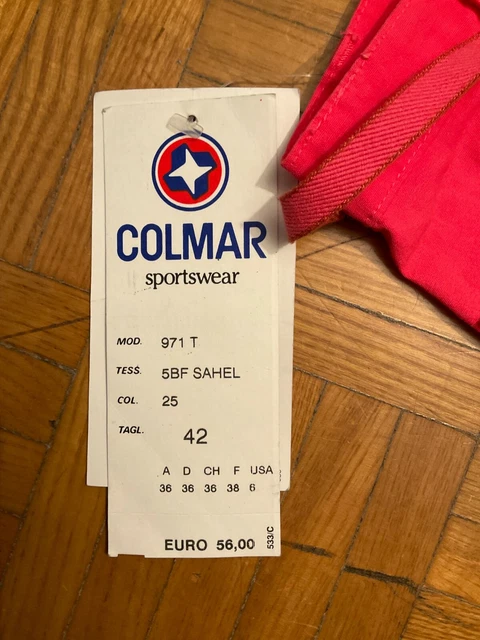 COLMAR
sportswear
MOD. 971 T
TESS. 5BF SAHEL
COL. 25
TAGL. 42
A D CH F USA
36 36 36 38 6
EURO 56,00
533/C